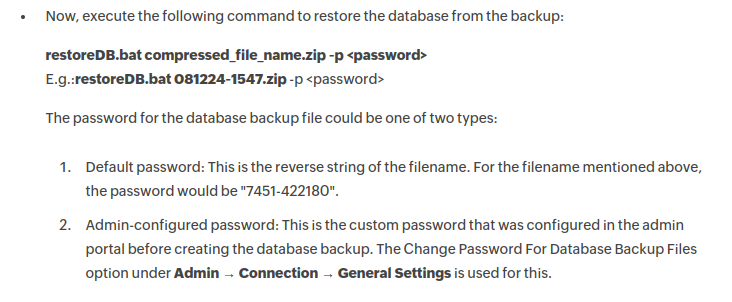 • Now, execute the following command to restore the database from the backup:
restoreDB.bat compressed_file_name.zip -p <password>
E.g.:restoreDB.bat 081224-1547.zip -p <password>
The password for the database backup file could be one of two types:
1. Default password: This is the reverse string of the filename. For the filename mentioned above,
the password would be "7451-422180".
2. Admin-configured password: This is the custom password that was configured in the admin
portal before creating the database backup. The Change Password For Database Backup Files
option under Admin → Connection → General Settings is used for this.